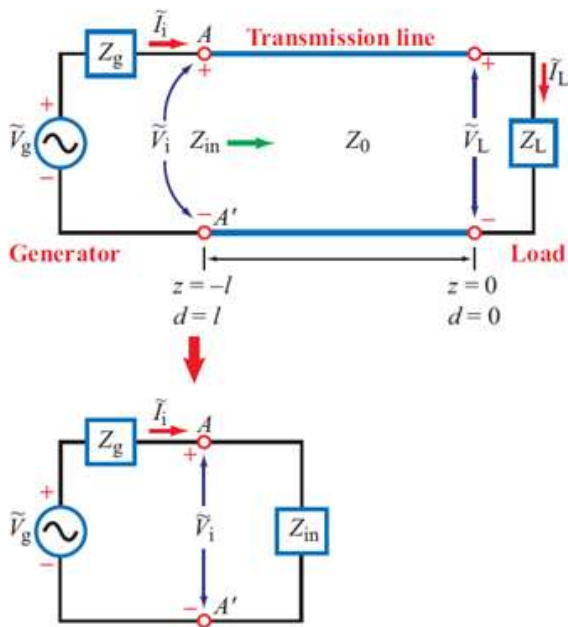 Ĩi A Transmission line
Zg + + ĨL
+ Ṽg − Ṽi Zin Z0 ṼL ZL
− A′ −
Generator Load
z = −l z = 0
d = l d = 0
Ĩi A
Zg +
+ Ṽg − Ṽi Zin
− A′